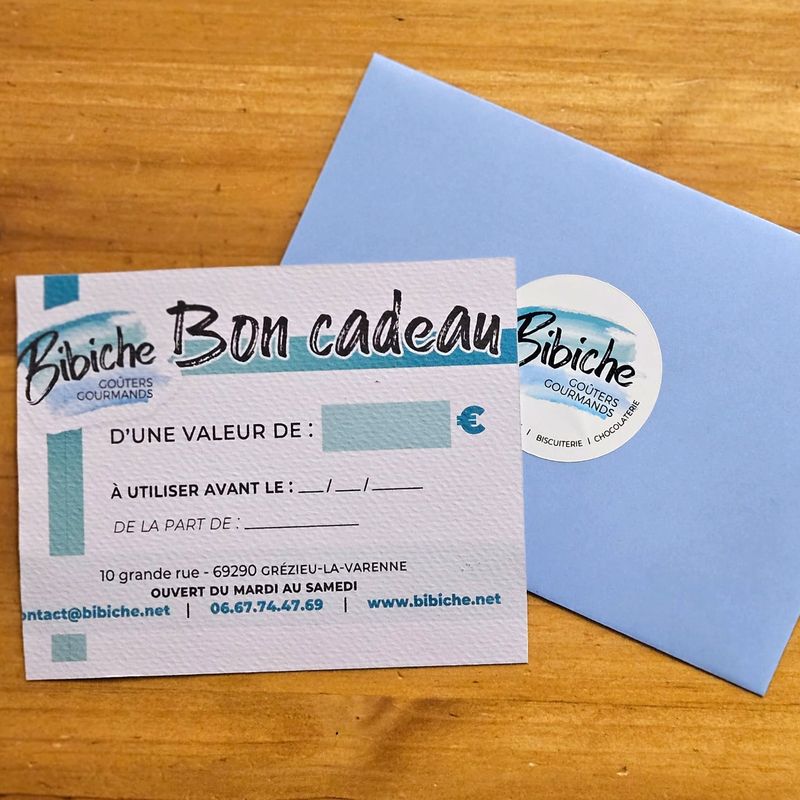 Bibiche
GOÛTERS
GOURMANDS
Bon cadeau
D'UNE VALEUR DE : €
À UTILISER AVANT LE : __/__/____
DE LA PART DE : ____________
10 grande rue - 69290 GRÉZIEU-LA-VARENNE
OUVERT DU MARDI AU SAMEDI
ontact@bibiche.net | 06.67.74.47.69 | www.bibiche.net
Bibiche
GOÛTERS
GOURMANDS
/ BISCUITERIE / CHOCOLATERIE